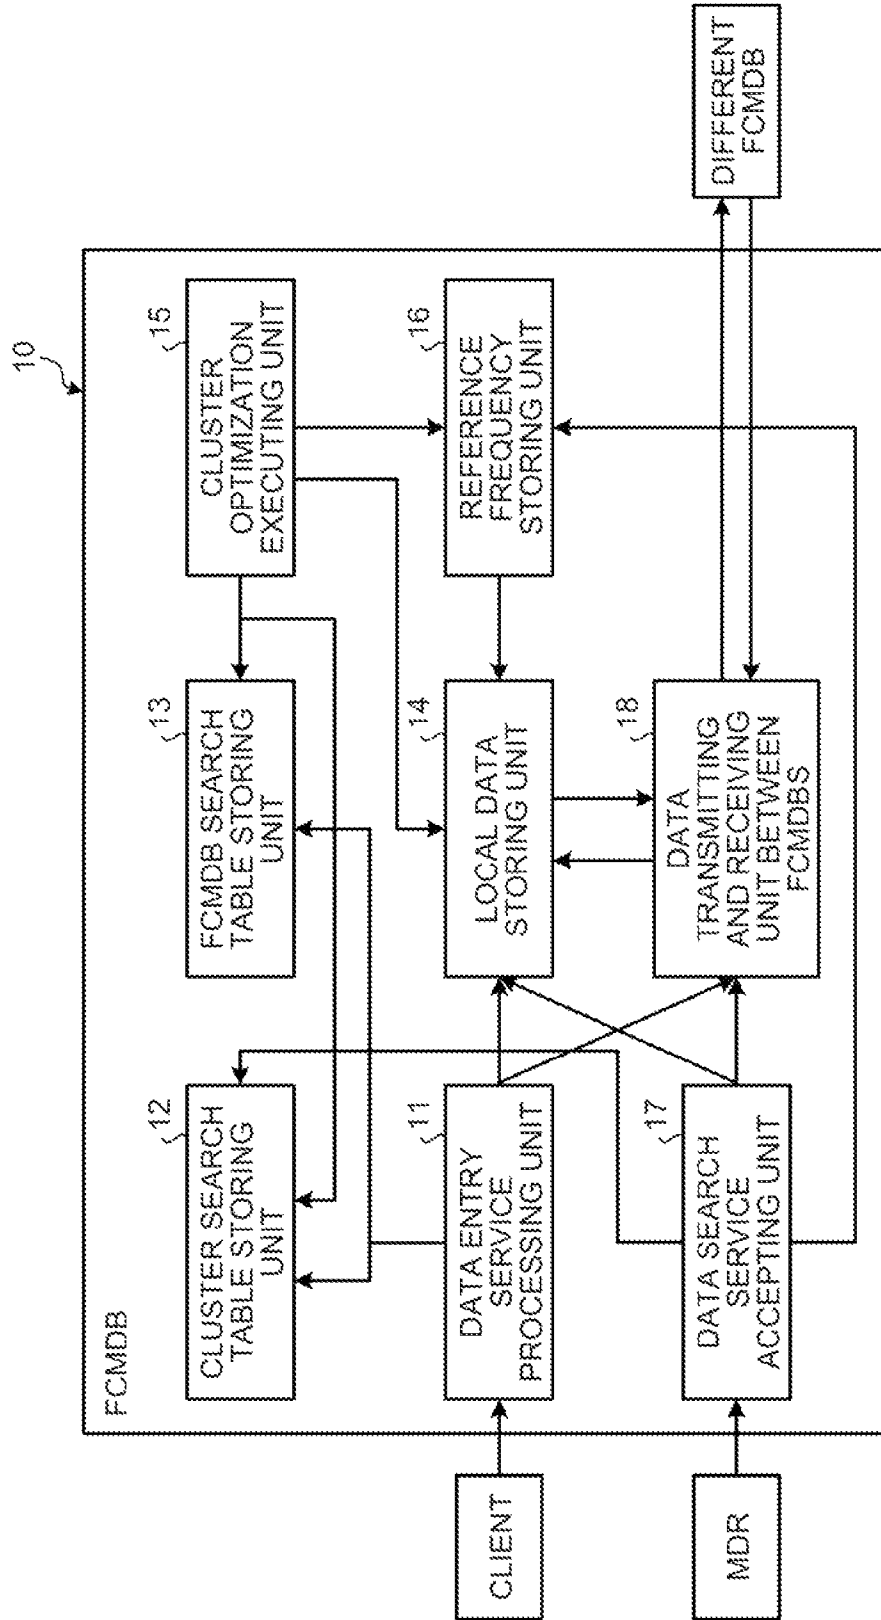 10
FCMDB
12
CLUSTER SEARCH
TABLE STORING
UNIT
13
FCMDB SEARCH
TABLE STORING
UNIT
15
CLUSTER
OPTIMIZATION
EXECUTING UNIT
CLIENT
11
DATA ENTRY
SERVICE
PROCESSING UNIT
14
LOCAL DATA
STORING UNIT
16
REFERENCE
FREQUENCY
STORING UNIT
MDR
17
DATA SEARCH
SERVICE
ACCEPTING UNIT
18
DATA
TRANSMITTING
AND RECEIVING
UNIT BETWEEN
FCMDBS
DIFFERENT
FCMDB